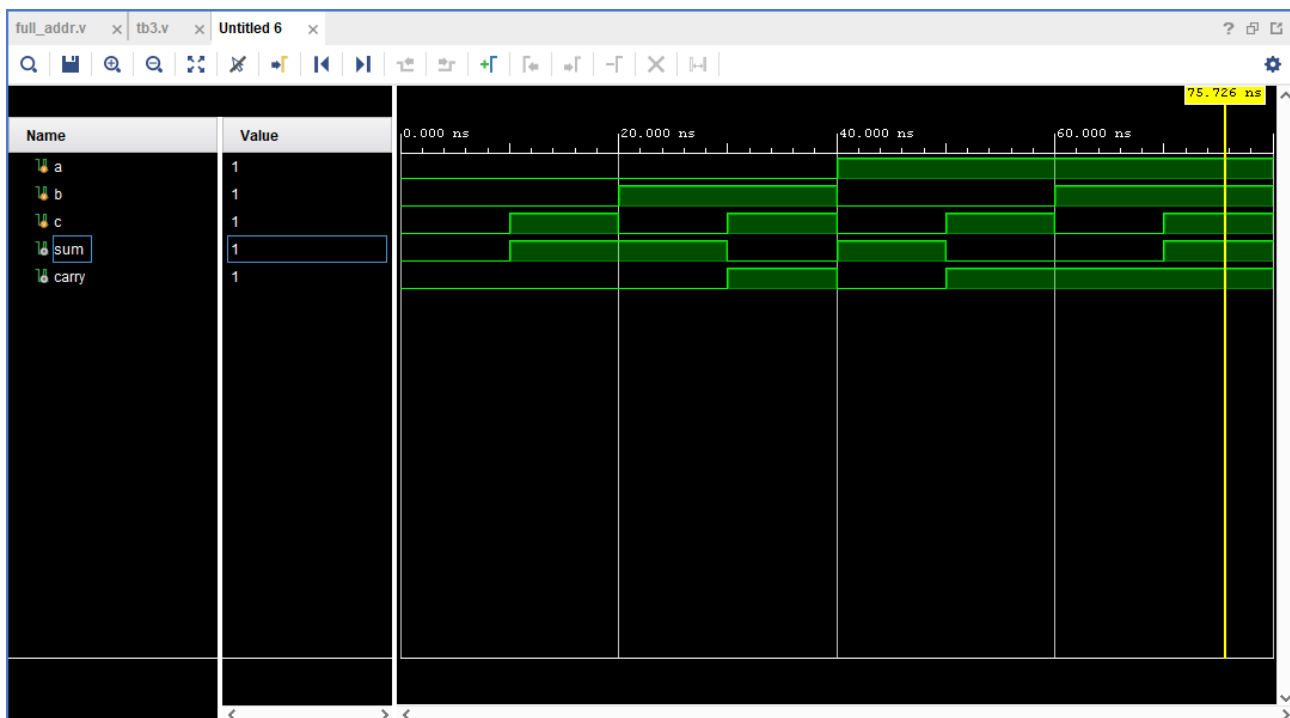 full_addr.v × tb3.v × Untitled 6 × ?
75.726 ns
Name Value 0.000 ns 20.000 ns 40.000 ns 60.000 ns
a 1
b 1
c 1
sum 1
carry 1